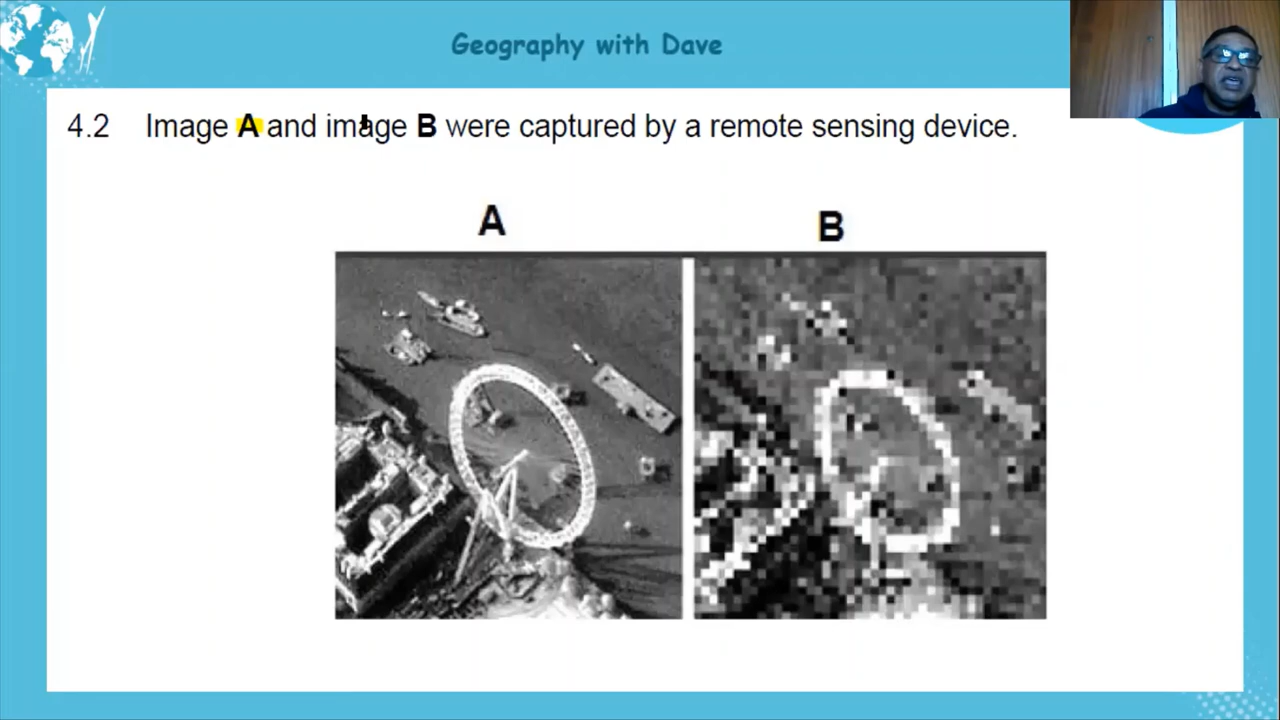 Geography with Dave
4.2 Image A and image B were captured by a remote sensing device.
A B